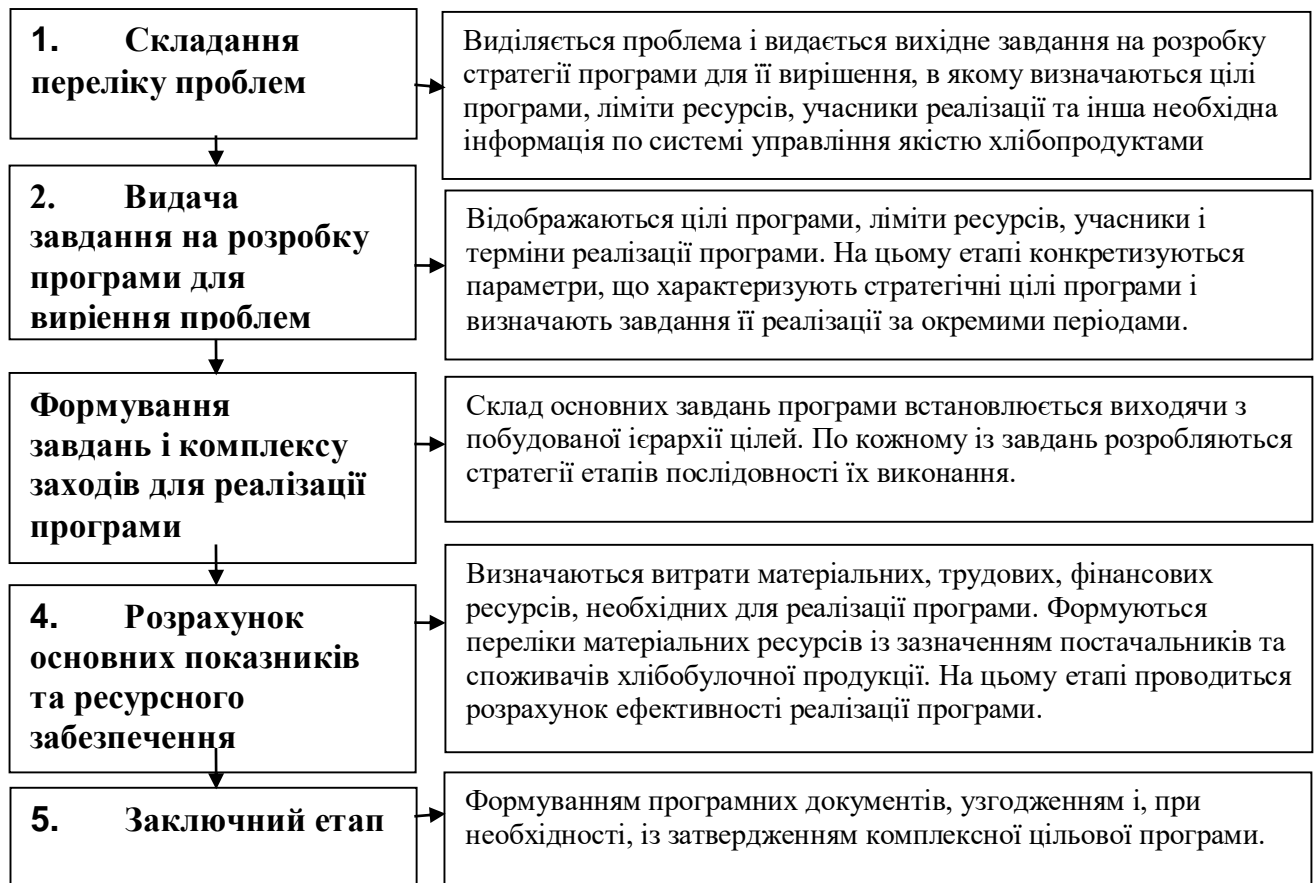 1. Складання
переліку проблем
Виділяється проблема і видається вихідне завдання на розробку
стратегії програми для її вирішення, в якому визначаються цілі
програми, ліміти ресурсів, учасники реалізації та інша необхідна
інформація по системі управління якістю хлібопродуктами
2. Видача
завдання на розробку
програми для
виріення проблем
Відображаються цілі програми, ліміти ресурсів, учасники і
терміни реалізації програми. На цьому етапі конкретизуються
параметри, що характеризують стратегічні цілі програми і
визначають завдання її реалізації за окремими періодами.
Формування
завдань і комплексу
заходів для реалізації
програми
Склад основних завдань програми встановлюється виходячи з
побудованої ієрархії цілей. По кожному із завдань розробляються
стратегії етапів послідовності їх виконання.
4. Розрахунок
основних показників
та ресурсного
забезпечення
Визначаються витрати матеріальних, трудових, фінансових
ресурсів, необхідних для реалізації програми. Формуються
переліки матеріальних ресурсів із зазначенням постачальників та
споживачів хлібобулочної продукції. На цьому етапі проводиться
розрахунок ефективності реалізації програми.
5. Заключний етап
Формуванням програмних документів, узгодженням і, при
необхідності, із затвердженням комплексної цільової програми.